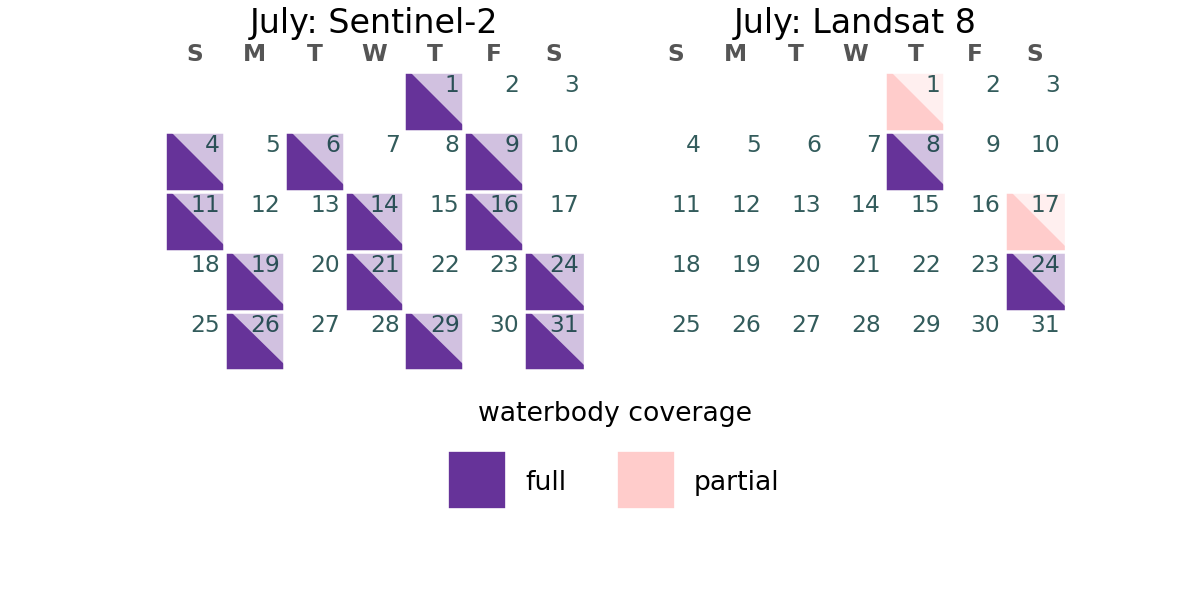 July: Sentinel-2
S M T W T F S
1 2 3
4 5 6 7 8 9 10
11 12 13 14 15 16 17
18 19 20 21 22 23 24
25 26 27 28 29 30 31
July: Landsat 8
S M T W T F S
1 2 3
4 5 6 7 8 9 10
11 12 13 14 15 16 17
18 19 20 21 22 23 24
25 26 27 28 29 30 31
waterbody coverage
full partial